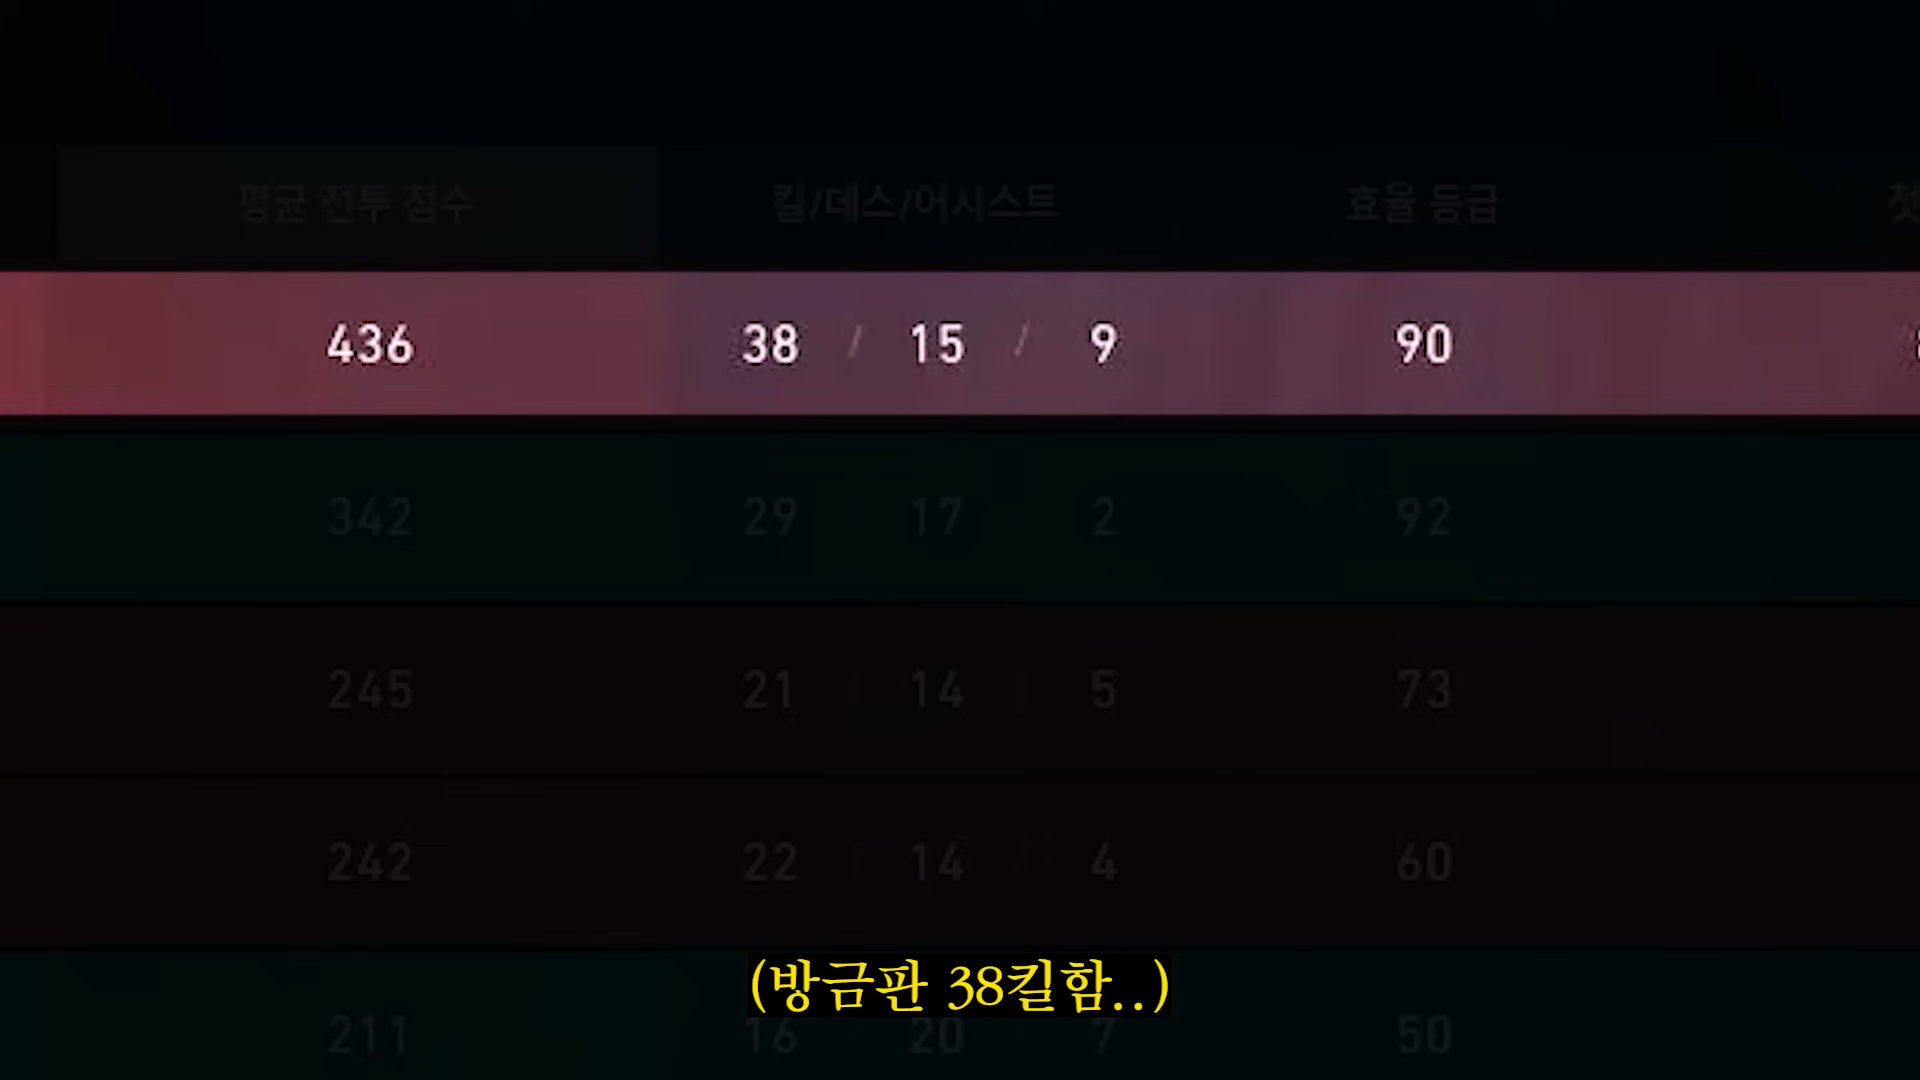 평균 전투 점수 킬/데스/어시스트 효율 등급 첫
436 38 / 15 / 9 90
342 29 17 2 92
245 21 / 14 / 5 73
242 22 / 14 / 4 60
(방금판 38킬함..)
211 16 20 7 50